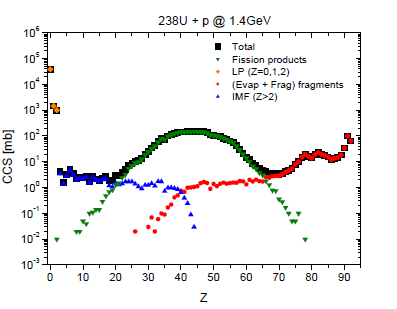 238U + p @ 1.4GeV
Total
Fission products
LP (Z=0,1,2)
(Evap + Frag) fragments
IMF (Z>2)
CCS [mb]
10^6
10^5
10^4
10^3
10^2
10^1
10^0
10^-1
10^-2
10^-3
0 10 20 30 40 50 60 70 80 90
Z